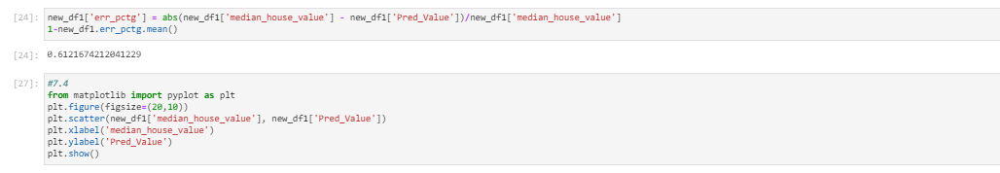 [24]: new_df1['err_pctg'] = abs(new_df1['median_house_value'] - new_df1['Pred_Value'])/new_df1['median_house_value']
1-new_df1.err_pctg.mean()
[24]: 0.6121674212041229
[27]: #7.4
from matplotlib import pyplot as plt
plt.figure(figsize=(20,10))
plt.scatter(new_df1['median_house_value'], new_df1['Pred_Value'])
plt.xlabel('median_house_value')
plt.ylabel('Pred_Value')
plt.show()